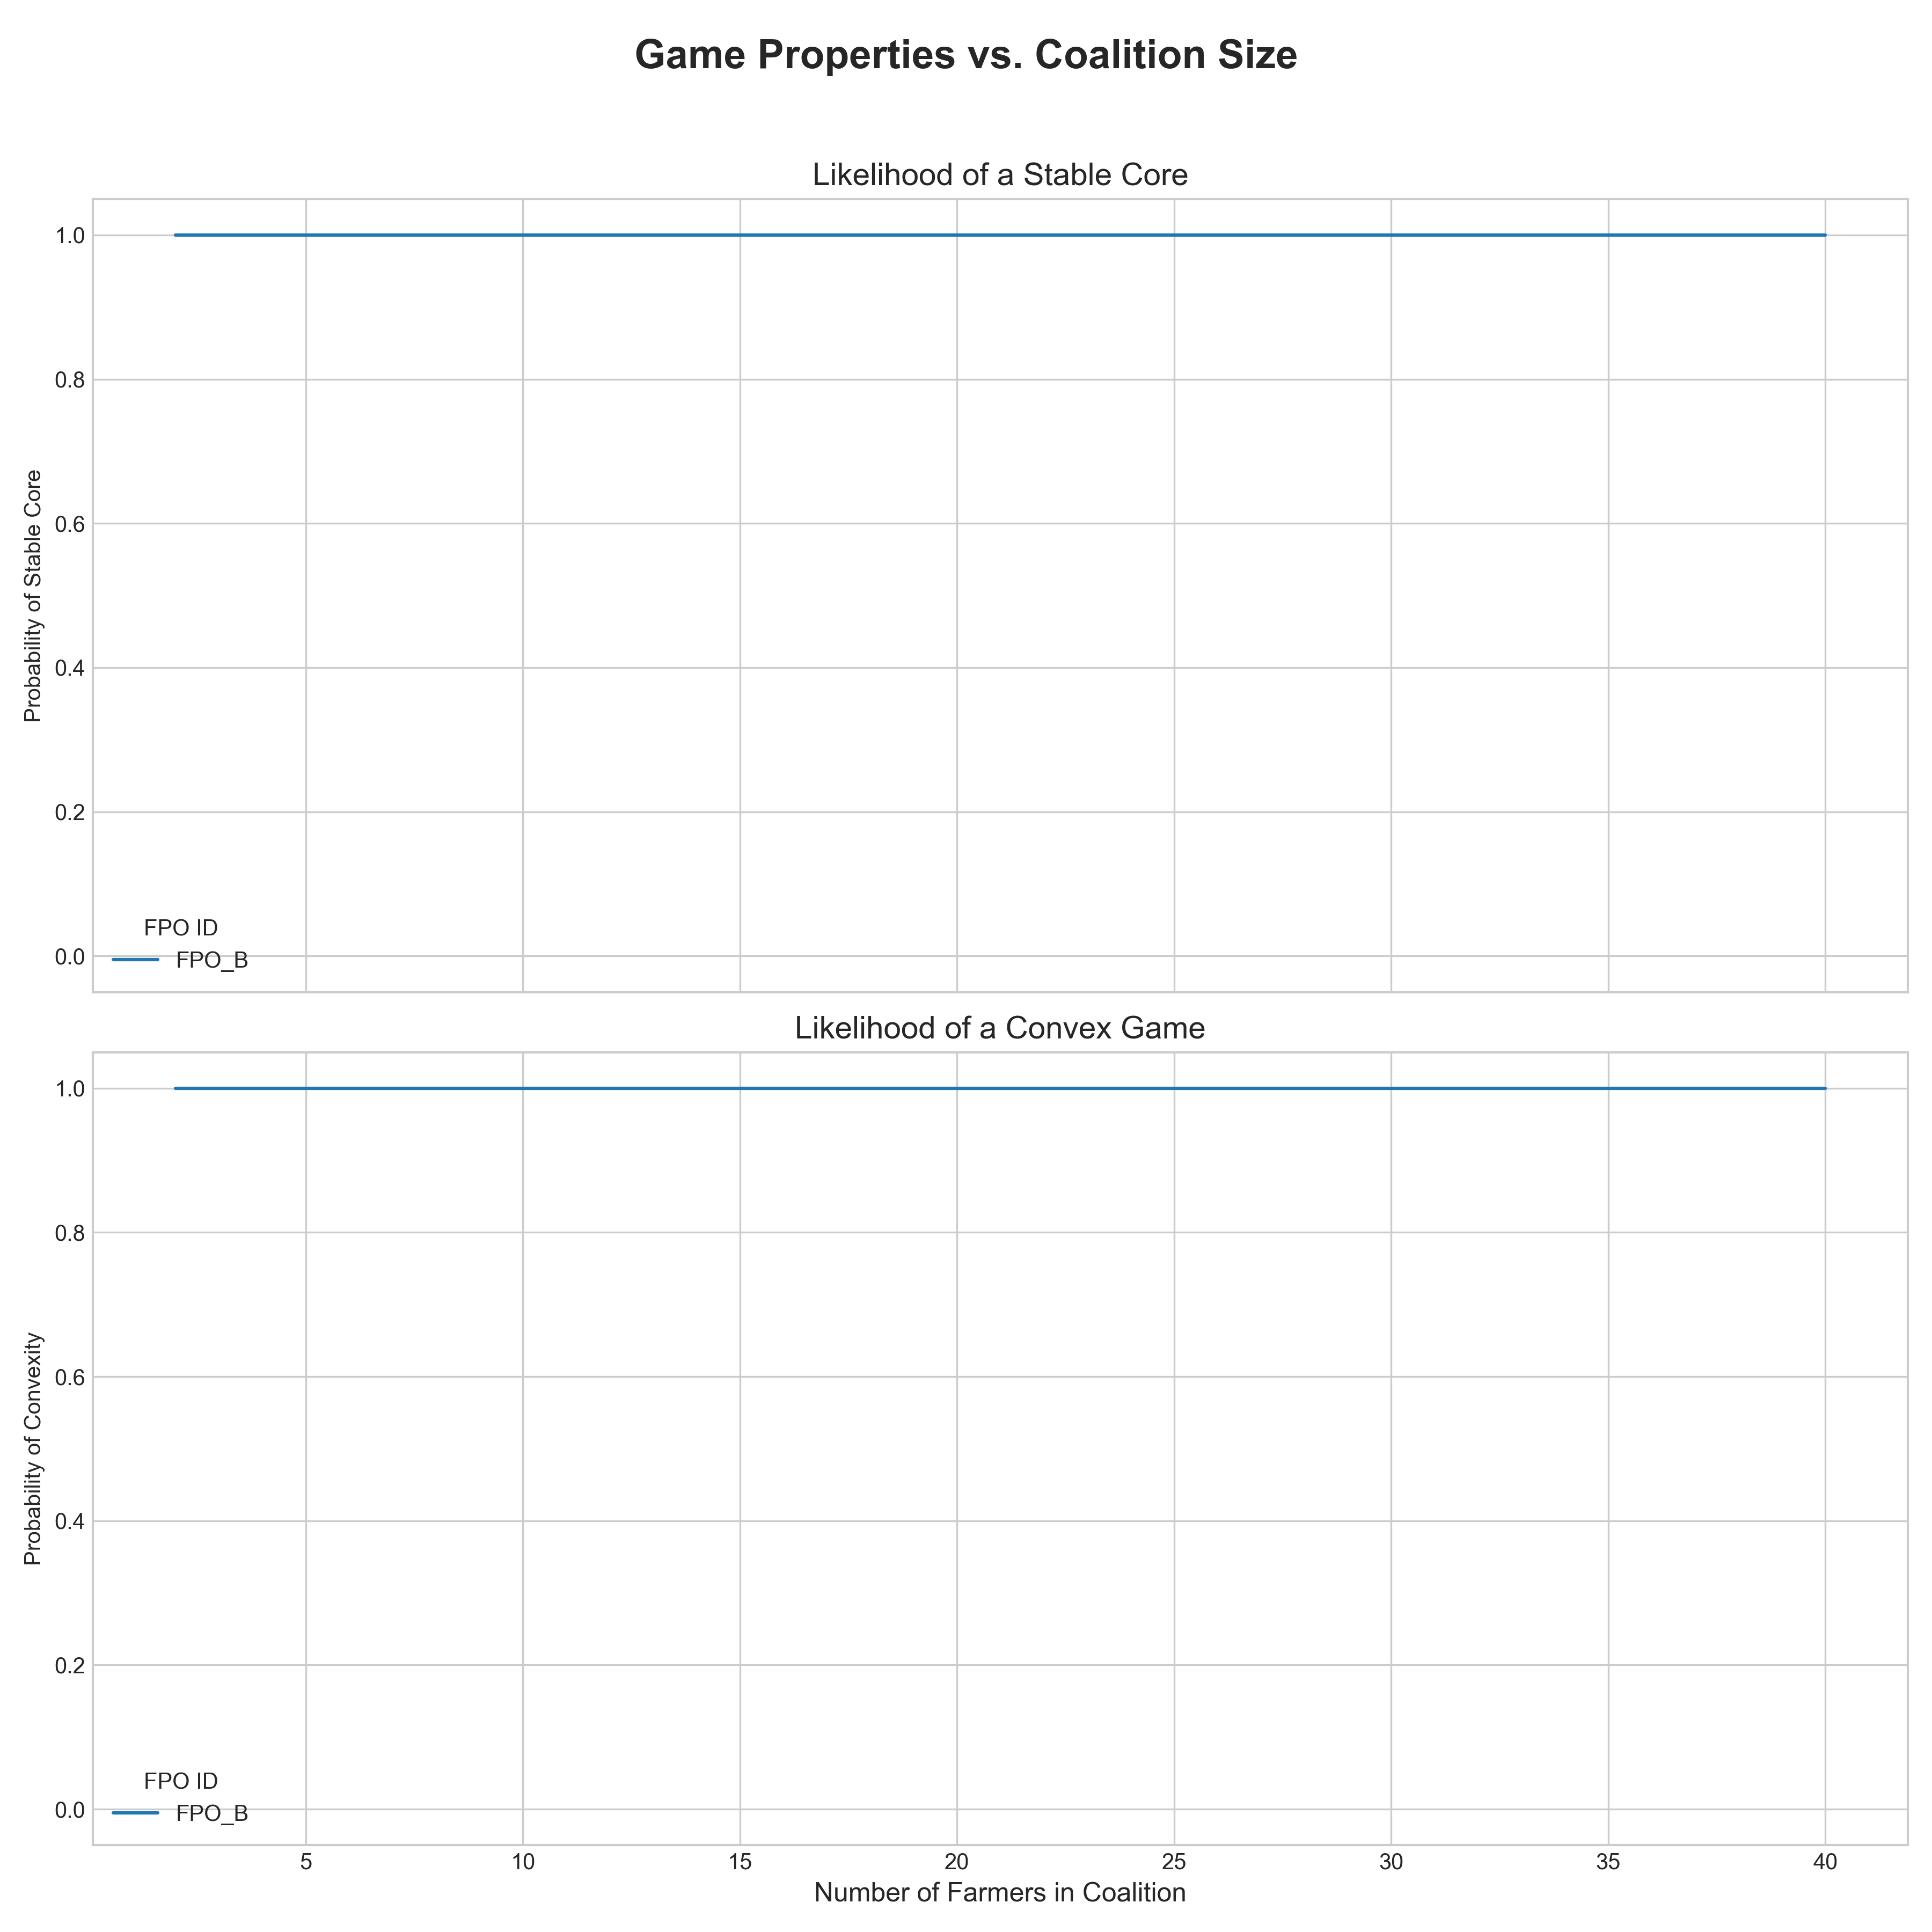 Game Properties vs. Coalition Size
Likelihood of a Stable Core
1.0
0.8
0.6
0.4
0.2
0.0
Probability of Stable Core
FPO ID
FPO_B
Likelihood of a Convex Game
1.0
0.8
0.6
0.4
0.2
0.0
Probability of Convexity
FPO ID
FPO_B
5 10 15 20 25 30 35 40
Number of Farmers in Coalition